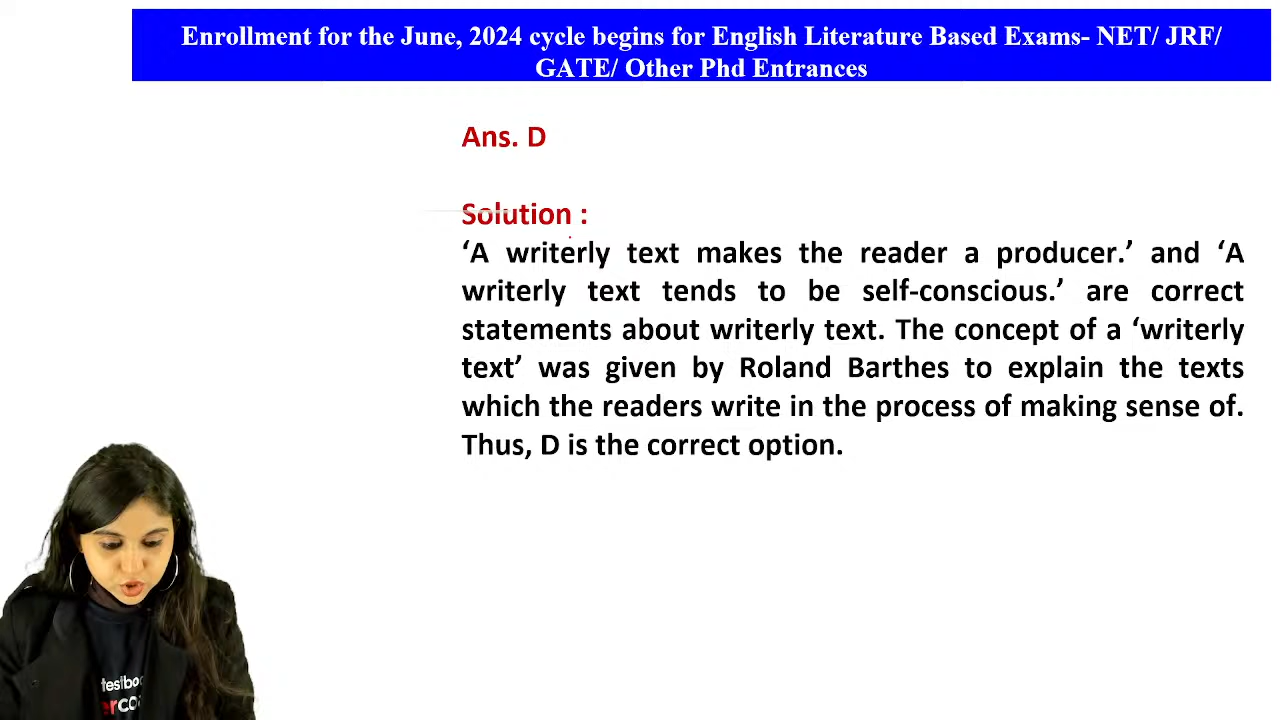 Enrollment for the June, 2024 cycle begins for English Literature Based Exams- NET/ JRF/
GATE/ Other Phd Entrances
Ans. D
Solution :
‘A writerly text makes the reader a producer.’ and ‘A
writerly text tends to be self-conscious.’ are correct
statements about writerly text. The concept of a ‘writerly
text’ was given by Roland Barthes to explain the texts
which the readers write in the process of making sense of.
Thus, D is the correct option.